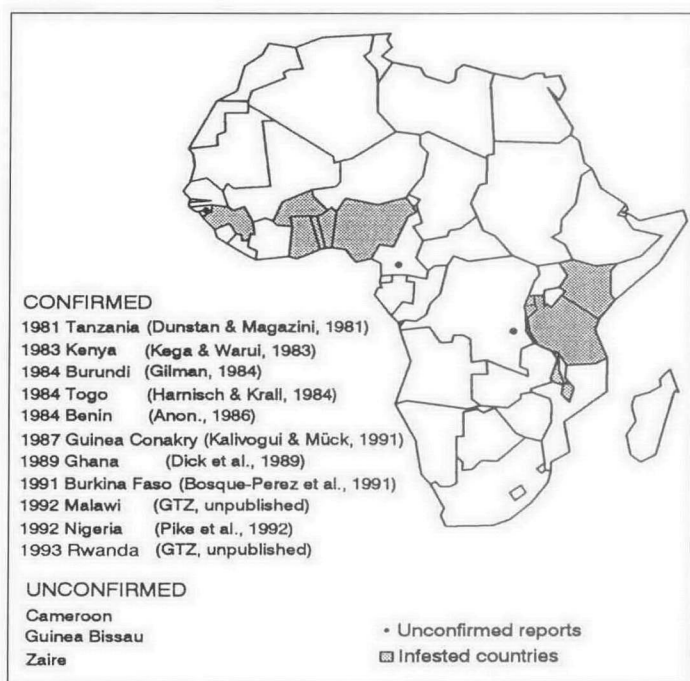 CONFIRMED
1981 Tanzania (Dunstan & Magazini, 1981)
1983 Kenya (Kega & Warui, 1983)
1984 Burundi (Gilman, 1984)
1984 Togo (Harnisch & Krall, 1984)
1984 Benin (Anon., 1986)
1987 Guinea Conakry (Kalivogui & Mück, 1991)
1989 Ghana (Dick et al., 1989)
1991 Burkina Faso (Bosque-Perez et al., 1991)
1992 Malawi (GTZ, unpublished)
1992 Nigeria (Pike et al., 1992)
1993 Rwanda (GTZ, unpublished)
UNCONFIRMED
Cameroon
Guinea Bissau
Zaire
• Unconfirmed reports
Infested countries